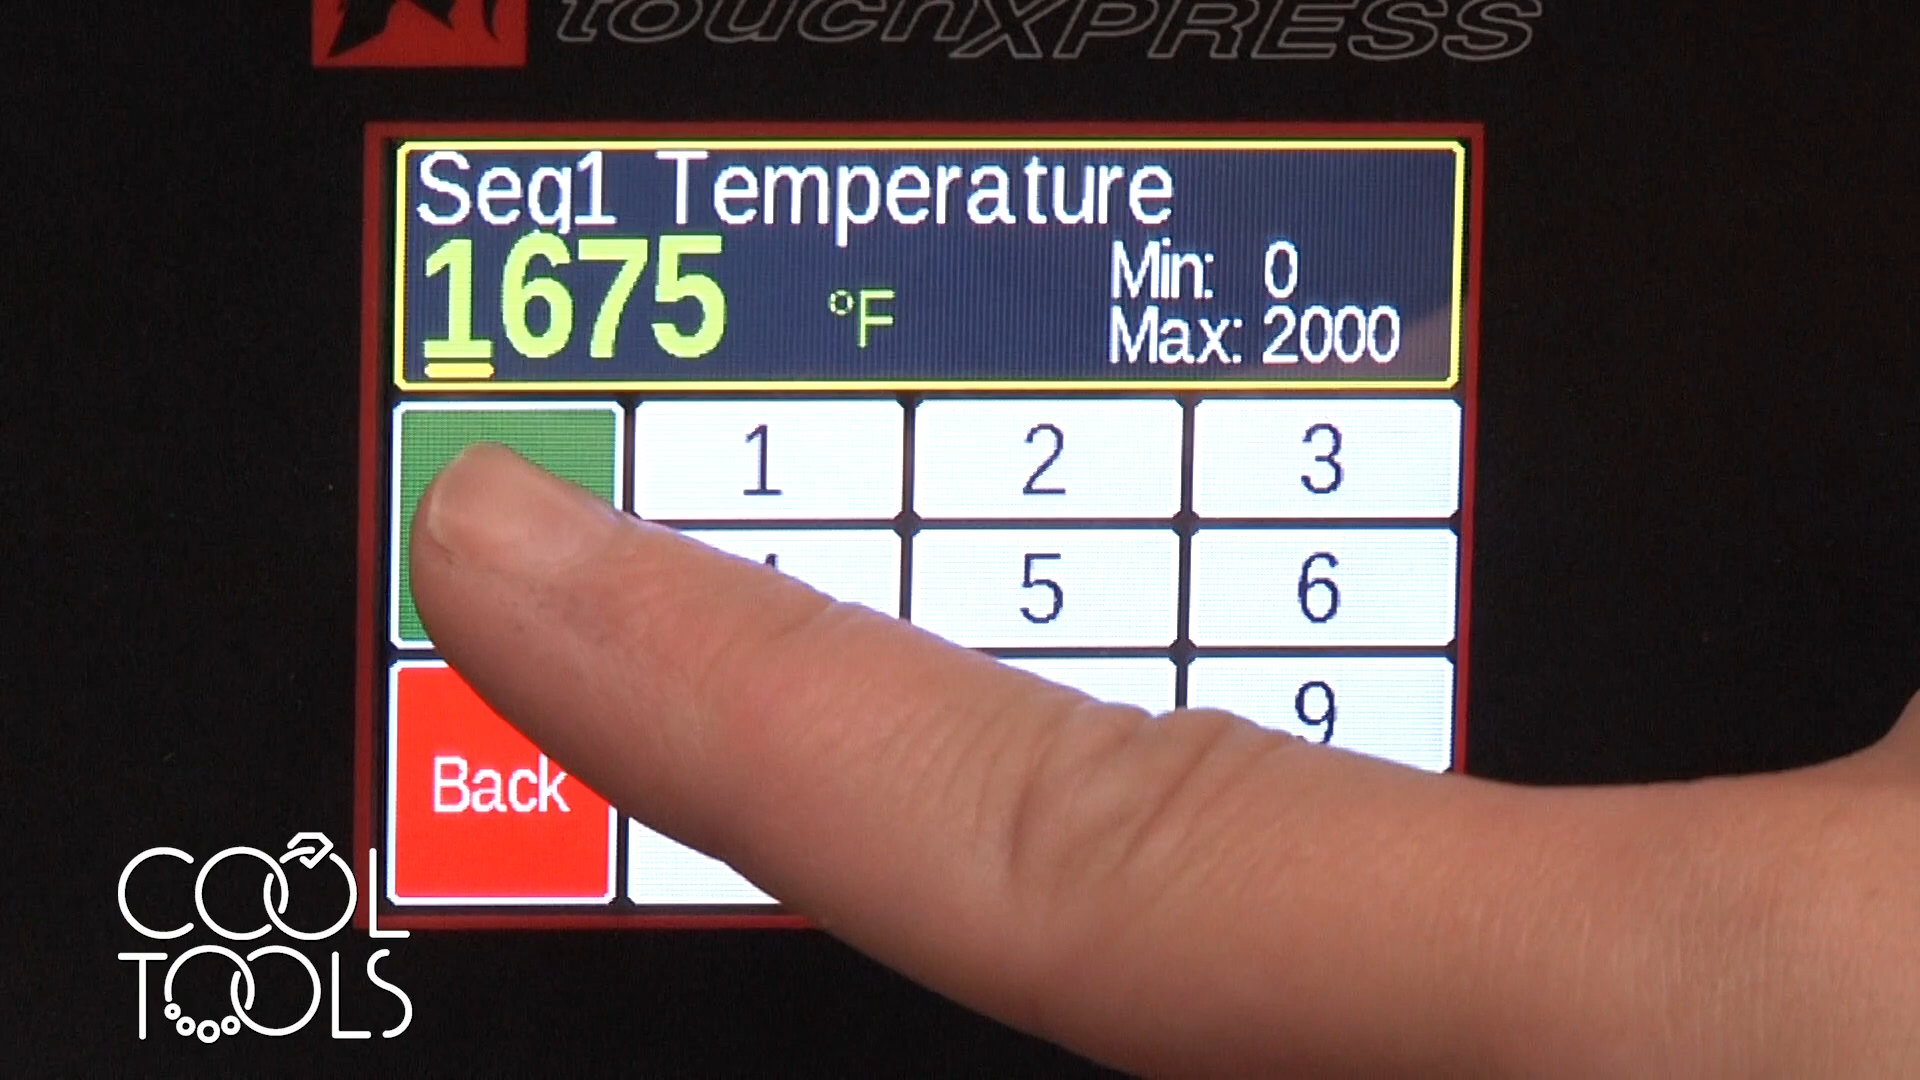 touchXPRESS
Seq1 Temperature
1675 °F
Min: 0
Max: 2000
1 2 3
5 6
9
Back
COOL
TOOLS